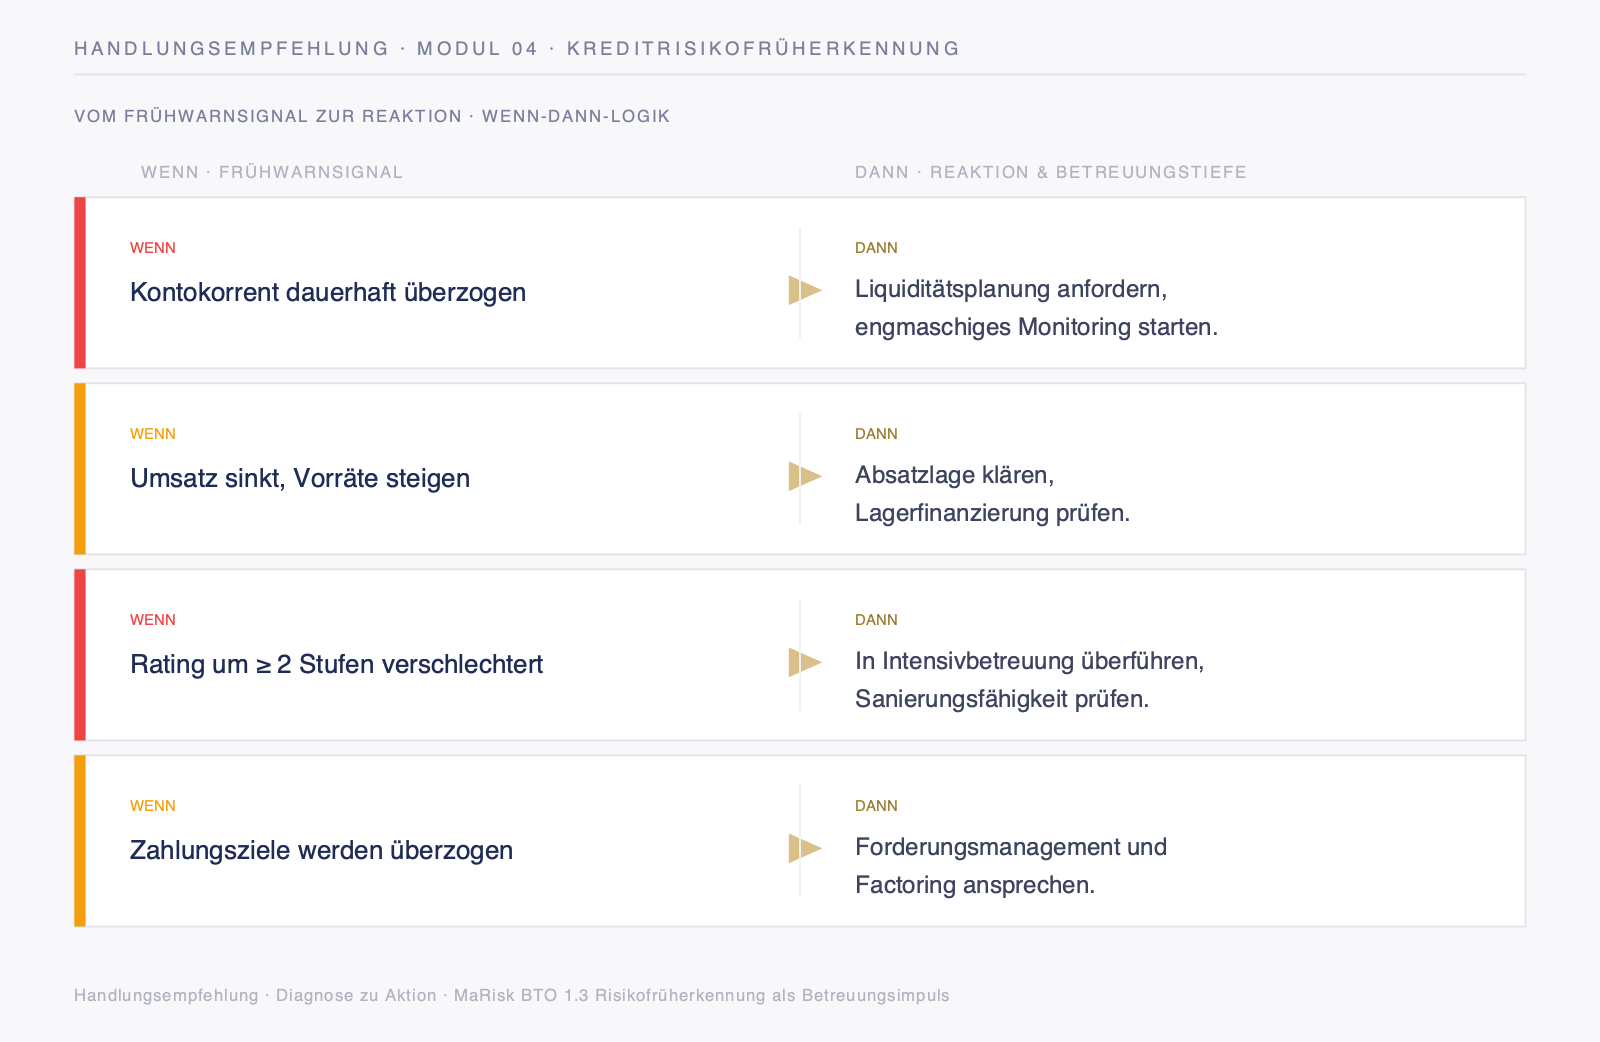 HANDLUNGSEMPFEHLUNG · MODUL 04 · KREDITRISIKOFRÜHERKENNUNG
VOM FRÜHWARNSIGNAL ZUR REAKTION · WENN-DANN-LOGIK
WENN · FRÜHWARNSIGNAL
DANN · REAKTION & BETREUUNGSTIEFE
WENN
Kontokorrent dauerhaft überzogen
DANN
Liquiditätsplanung anfordern,
engmaschiges Monitoring starten.
WENN
Umsatz sinkt, Vorräte steigen
DANN
Absatzlage klären,
Lagerfinanzierung prüfen.
WENN
Rating um ≥ 2 Stufen verschlechtert
DANN
In Intensivbetreuung überführen,
Sanierungsfähigkeit prüfen.
WENN
Zahlungsziele werden überzogen
DANN
Forderungsmanagement und
Factoring ansprechen.
Handlungsempfehlung · Diagnose zu Aktion · MaRisk BTO 1.3 Risikofrüherkennung als Betreuungsimpuls